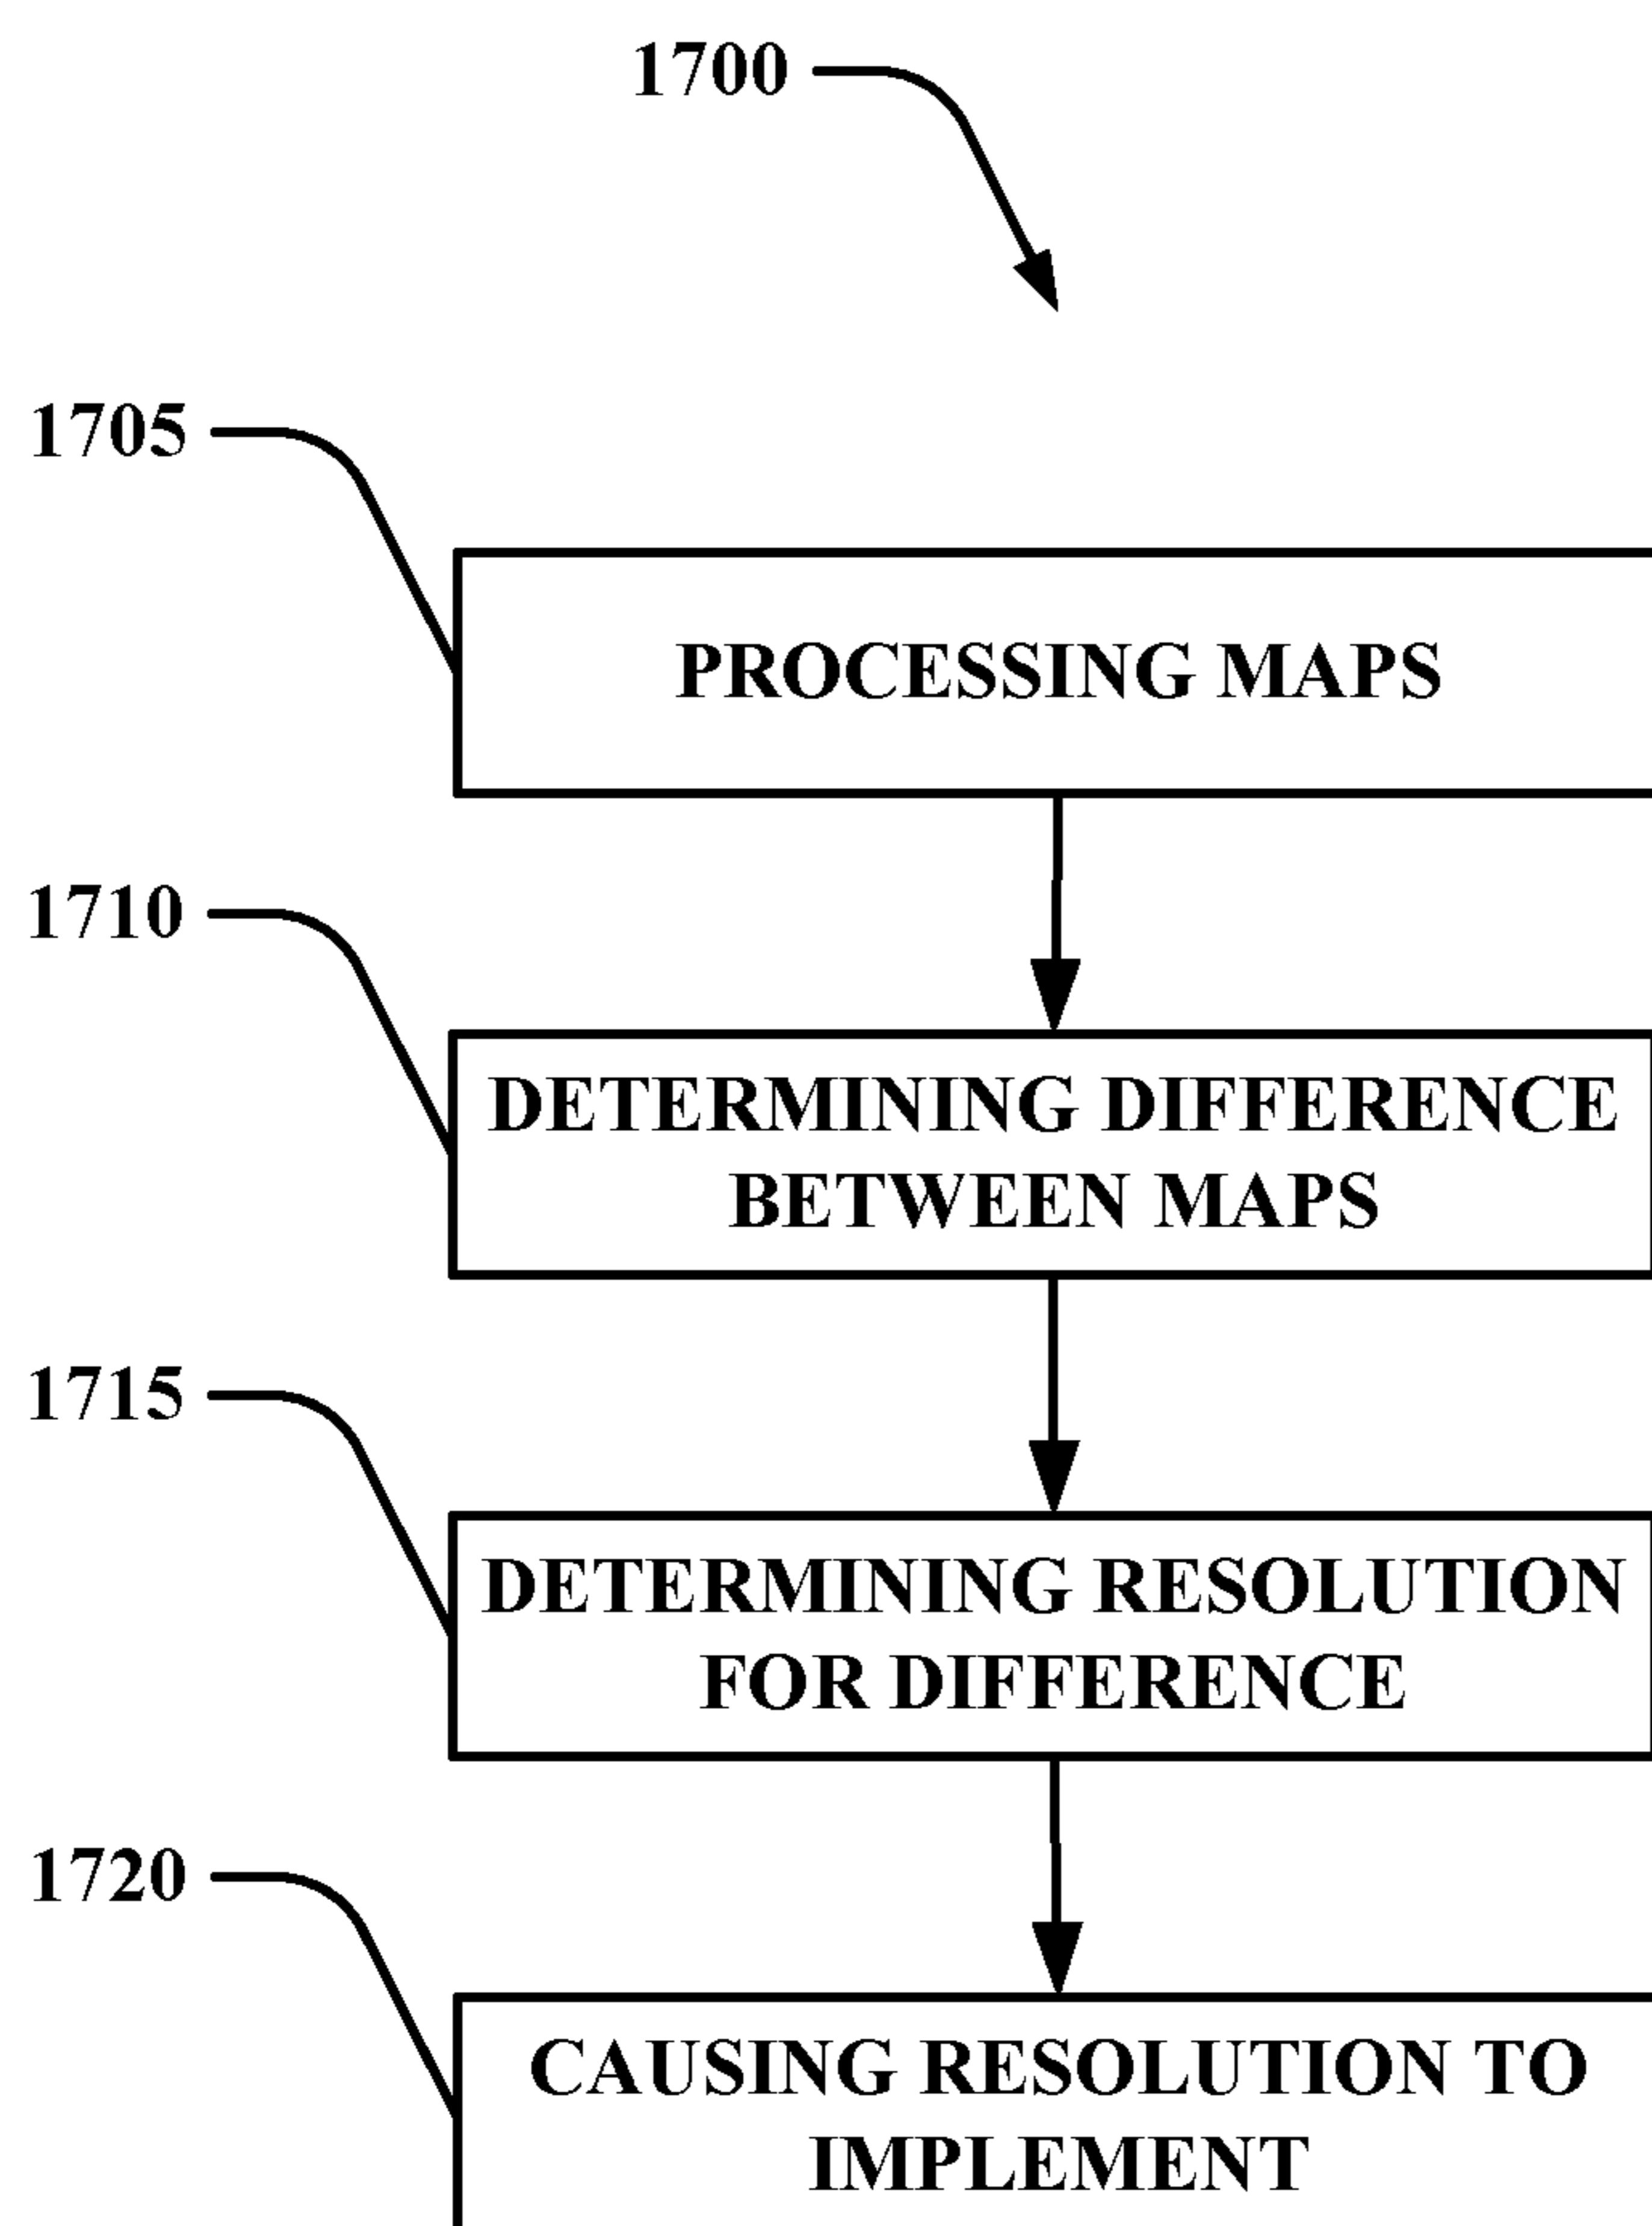 1700
1705
PROCESSING MAPS
1710
DETERMINING DIFFERENCE
BETWEEN MAPS
1715
DETERMINING RESOLUTION
FOR DIFFERENCE
1720
CAUSING RESOLUTION TO
IMPLEMENT